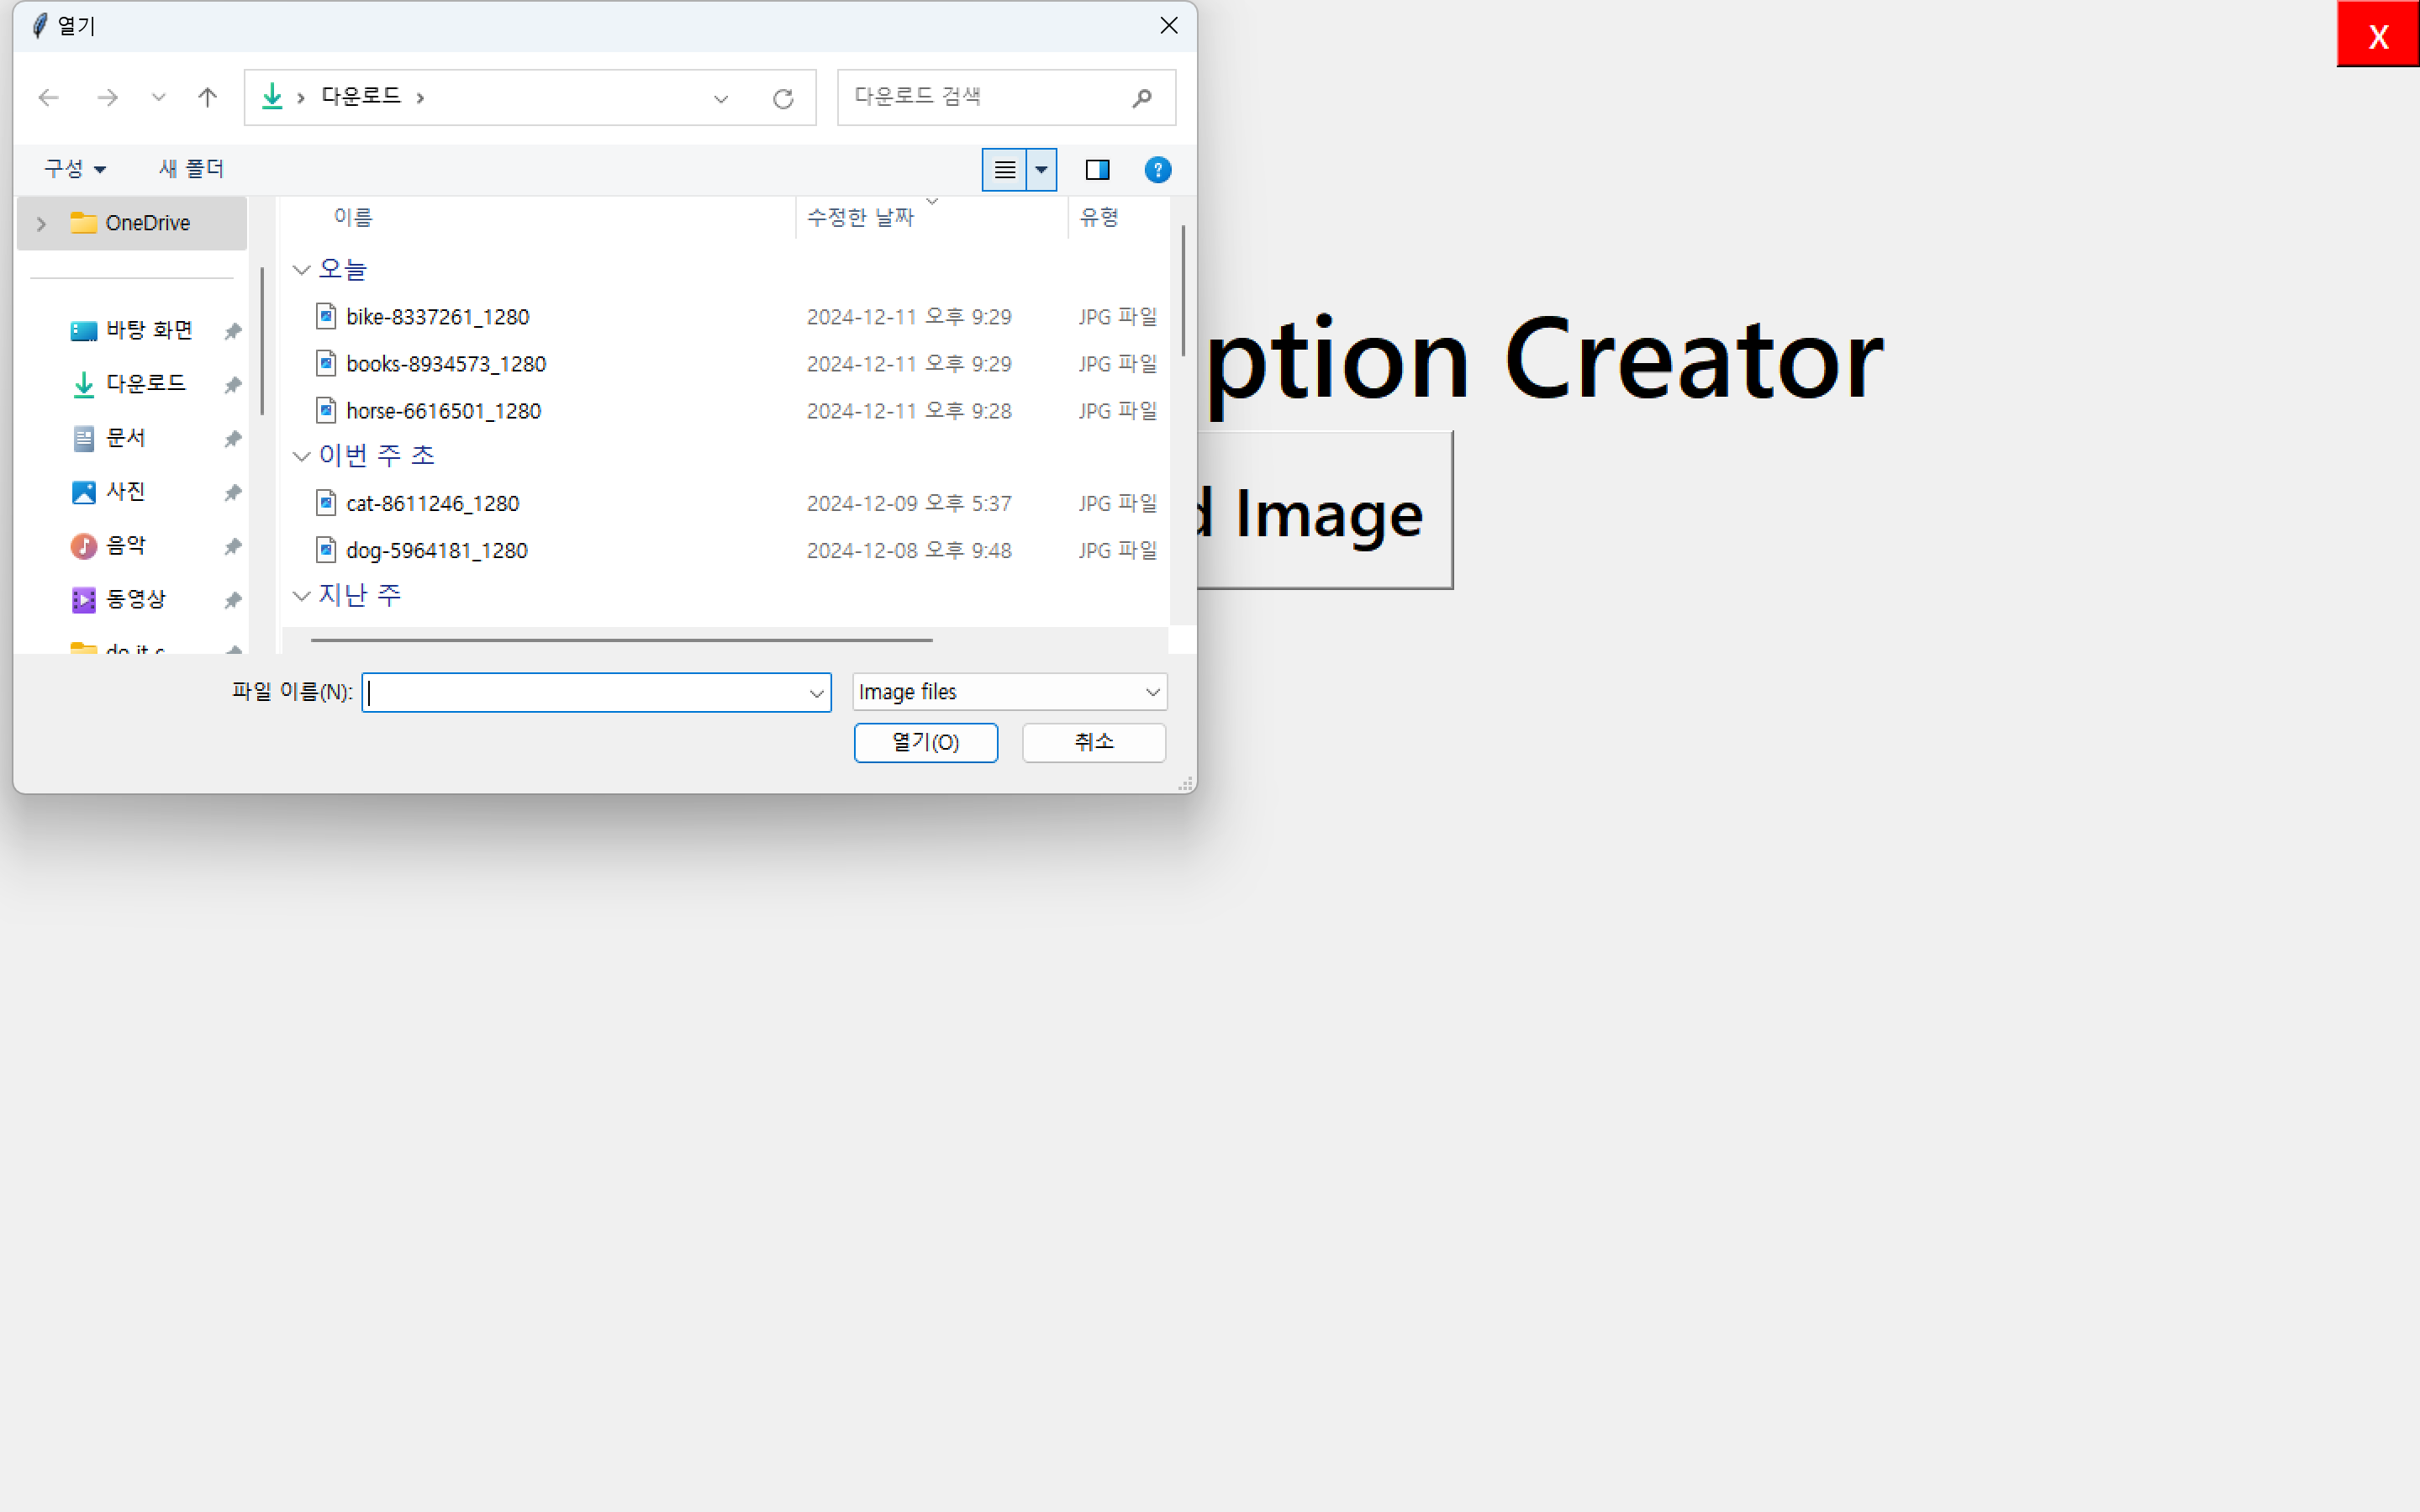 열기
다운로드
다운로드 검색
구성
새 폴더
OneDrive
바탕 화면
다운로드
문서
사진
음악
동영상
이름 수정한 날짜 유형
오늘
bike-8337261_1280 2024-12-11 오후 9:29 JPG 파일
books-8934573_1280 2024-12-11 오후 9:29 JPG 파일
horse-6616501_1280 2024-12-11 오후 9:28 JPG 파일
이번 주 초
cat-8611246_1280 2024-12-09 오후 5:37 JPG 파일
dog-5964181_1280 2024-12-08 오후 9:48 JPG 파일
지난 주
파일 이름(N):
Image files
열기(O)
취소
X
ption Creator
d Image